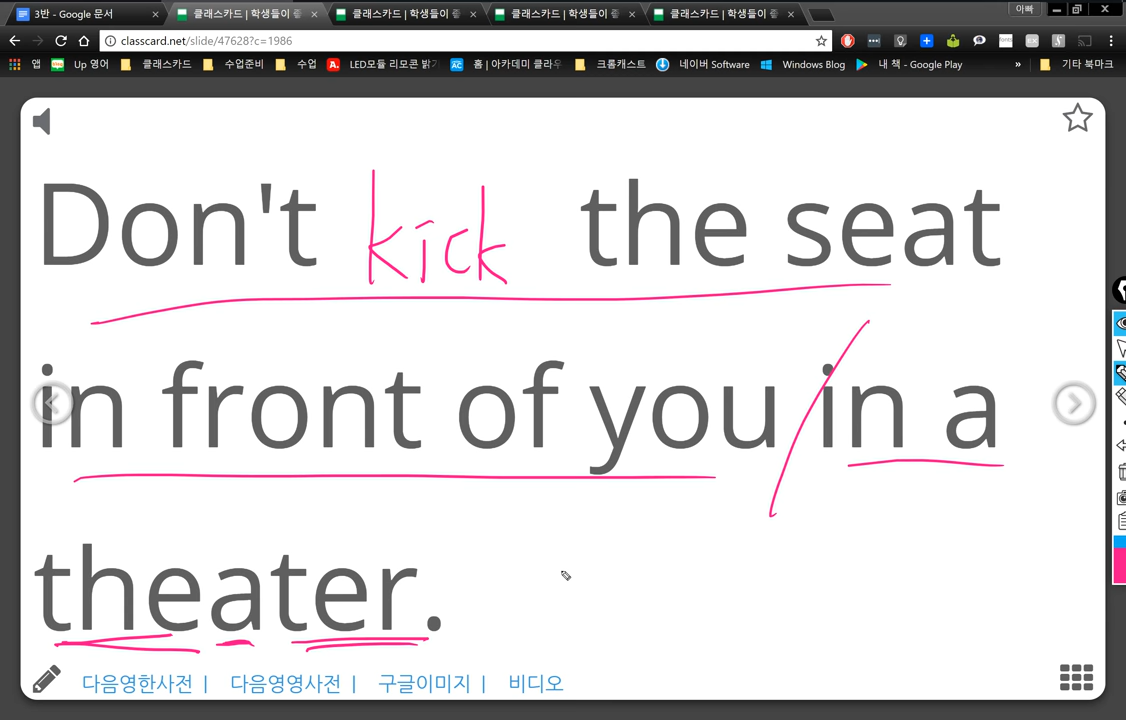 3반 - Google 문서
클래스카드 | 학생들이 좋
클래스카드 | 학생들이 좋
클래스카드 | 학생들이 좋
클래스카드 | 학생들이 좋
아빠
classcard.net/slide/47628?c=1986
앱
Up 영어
클래스카드
수업준비
수업
LED모듈 리모콘 밝기
홈 | 아카데미 클라우
크롬캐스트
네이버 Software
Windows Blog
내 책 - Google Play
»
기타 북마크
Don't kick the seat
in front of you / in a
theater.
다음영한사전 | 다음영영사전 | 구글이미지 | 비디오